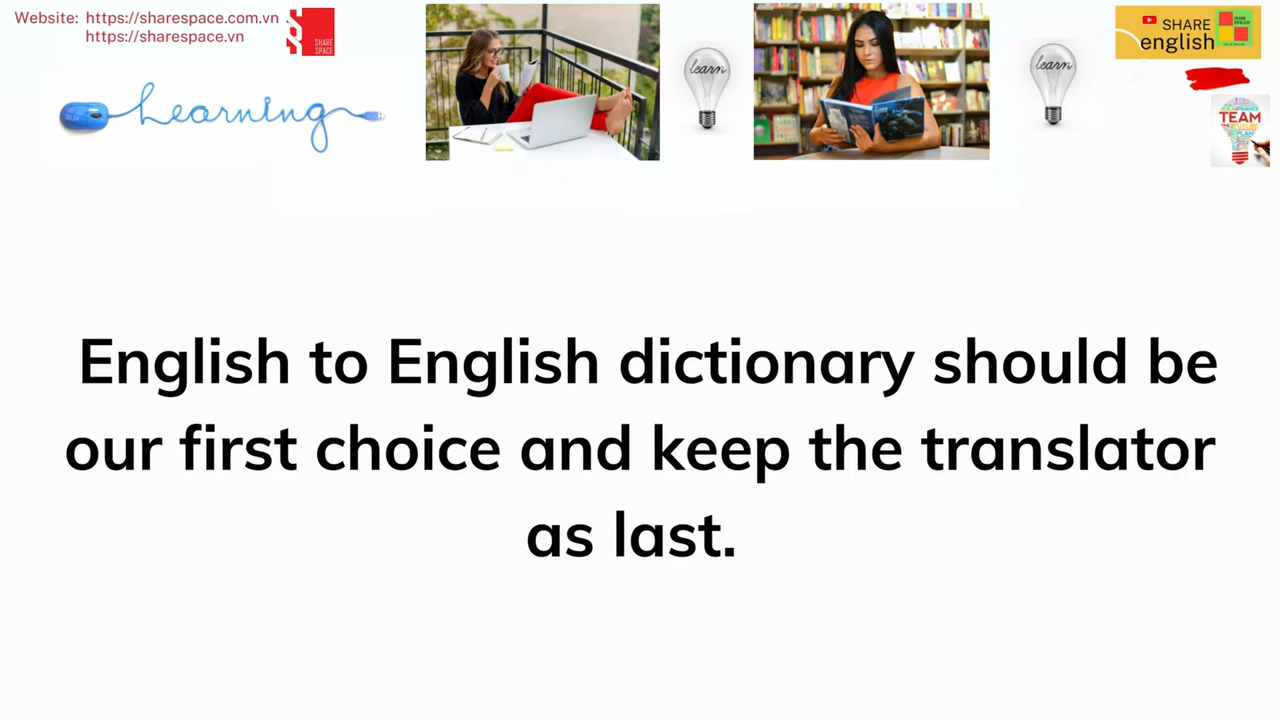 Website: https://sharespace.com.vn
https://sharespace.vn
SHARE
SPACE
Learning
learn
learn
SHARE
english
TEAM
PLAN
English to English dictionary should be
our first choice and keep the translator
as last.